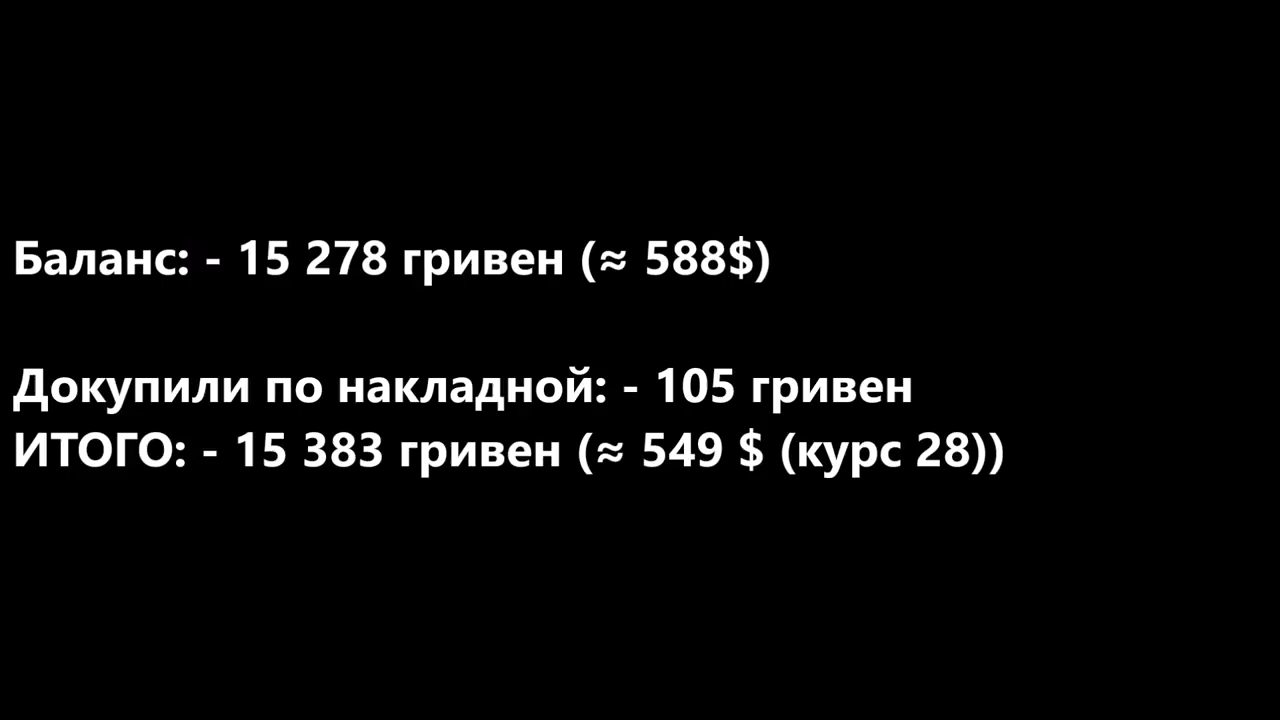 Баланс: - 15 278 гривен (≈ 588$)
Докупили по накладной: - 105 гривен
ИТОГО: - 15 383 гривен (≈ 549 $ (курс 28))